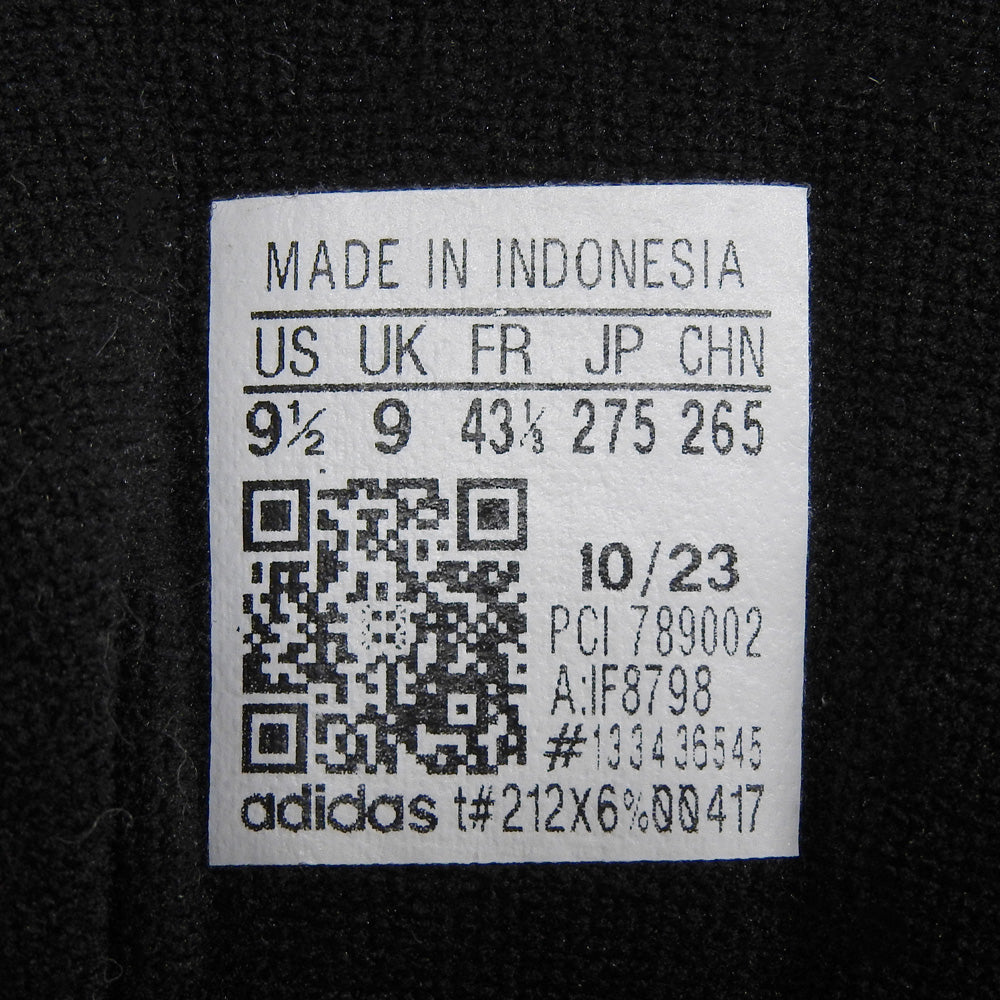 MADE IN INDONESIA
US UK FR JP CHN
9½ 9 43⅓ 275 265
10/23
PCI 789002
A:IF8798
#133436545
adidas t#212X6%00417